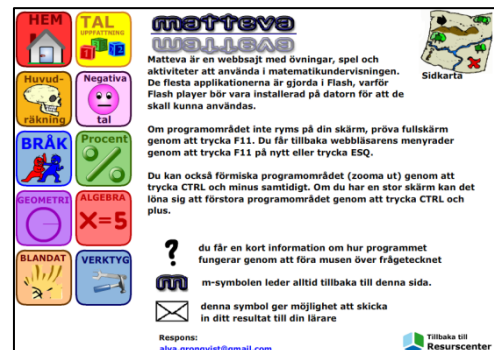 HEM
TAL
UPPFATTNING
Huvud-
räkning
Negativa
tal
BRÅK
Procent
GEOMETRI
ALGEBRA
X=5
BLANDAT
VERKTYG
matteva
Matteva är en webbsajt med övningar, spel och
aktiviteter att använda i matematikundervisningen.
De flesta applikationerna är gjorda i Flash, varför
Flash player bör vara installerad på datorn för att de
skall kunna användas.
Sidkarta
Om programområdet inte ryms på din skärm, pröva fullskärm
genom att trycka F11. Du får tillbaka webbläsarens menyrader
genom att trycka F11 på nytt eller trycka ESQ.
Du kan också förmiska programområdet (zooma ut) genom att
trycka CTRL och minus samtidigt. Om du har en stor skärm kan det
löna sig att förstora programområdet genom att trycka CTRL och
plus.
? du får en kort information om hur programmet
fungerar genom att föra musen över frågetecknet
m m-symbolen leder alltid tillbaka till denna sida.
denna symbol ger möjlighet att skicka
in ditt resultat till din lärare
Respons:
alva.gronqvist@gmail.com
Tillbaka till
Resurscenter